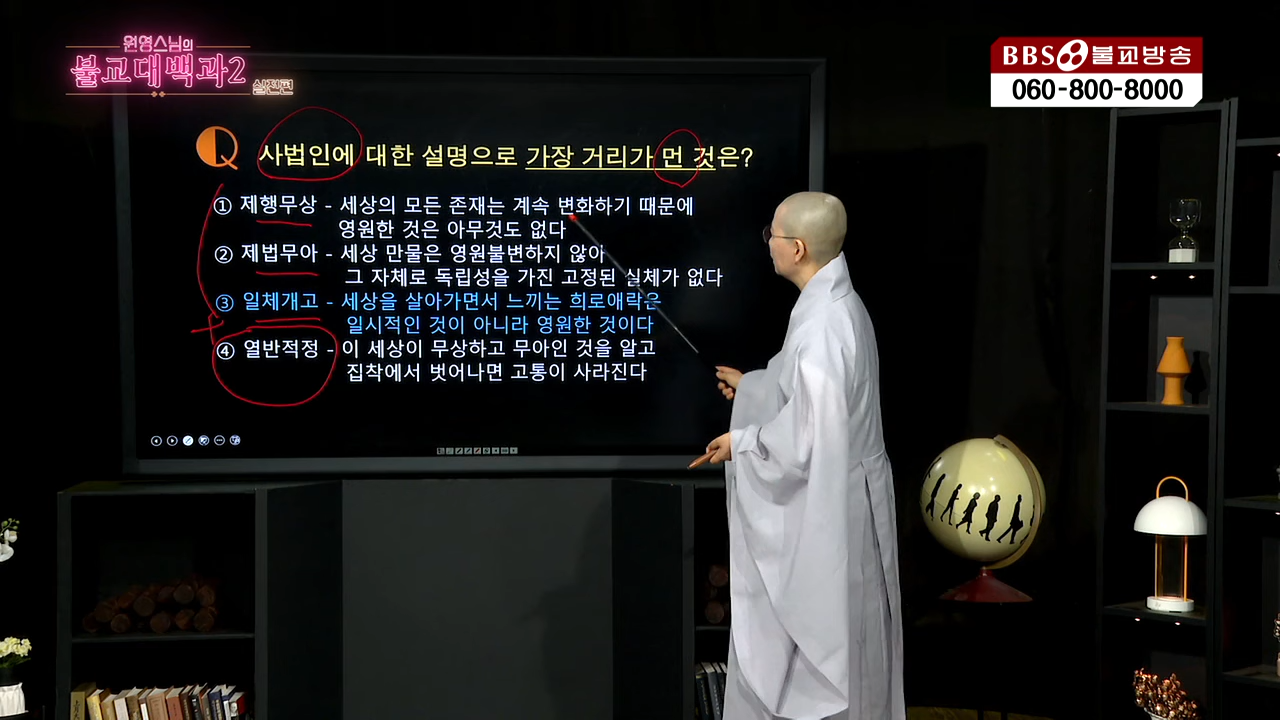 원영스님의
불교대백과2
실전편
BBS 불교방송
060-800-8000
Q 사법인에 대한 설명으로 가장 거리가 먼 것은?
① 제행무상 - 세상의 모든 존재는 계속 변화하기 때문에
영원한 것은 아무것도 없다
② 제법무아 - 세상 만물은 영원불변하지 않아
그 자체로 독립성을 가진 고정된 실체가 없다
③ 일체개고 - 세상을 살아가면서 느끼는 희로애락은
일시적인 것이 아니라 영원한 것이다
④ 열반적정 - 이 세상이 무상하고 무아인 것을 알고
집착에서 벗어나면 고통이 사라진다